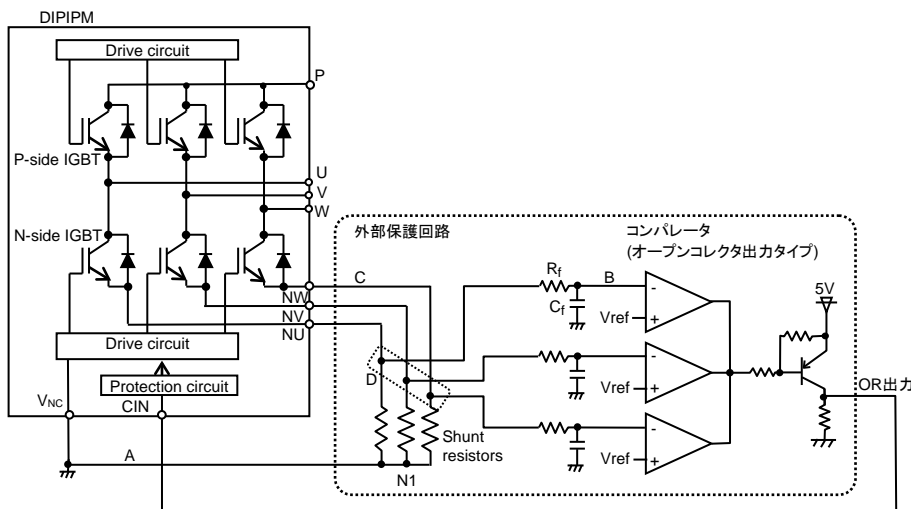 DIPIPM
Drive circuit
P
P-side IGBT
U
V
W
N-side IGBT
NW
NV
NU
Drive circuit
Protection circuit
VNC
CIN
A
外部保護回路
コンパレータ
(オープンコレクタ出力タイプ)
C
Rf
B
Cf
-
Vref
+
5V
D
-
Vref
+
OR出力
Shunt
resistors
-
Vref
+
N1